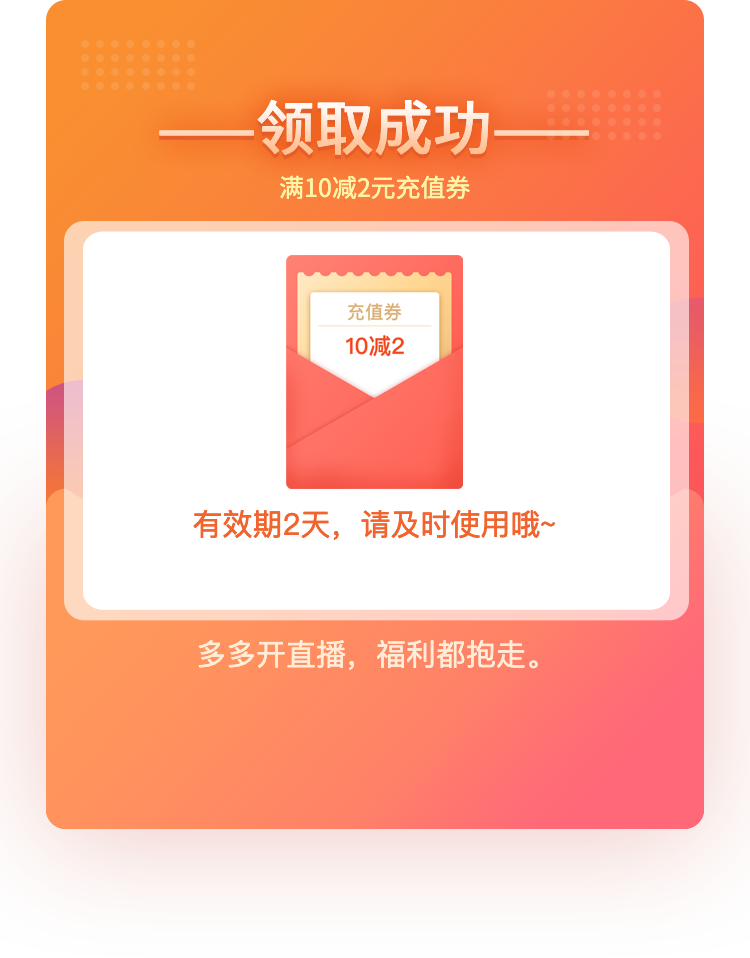 领取成功
满10减2元充值券
充值券
10减2
有效期2天，请及时使用哦~
多多开直播，福利都抱走。